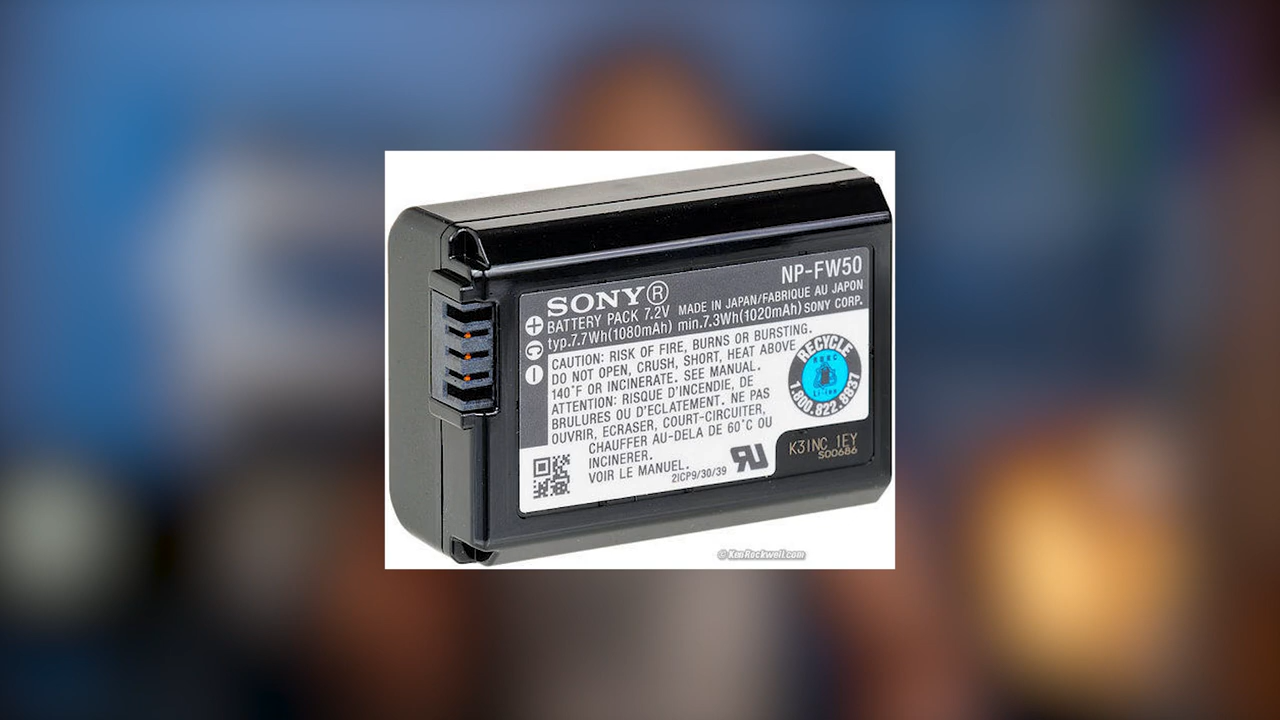 NP-FW50
SONY®
MADE IN JAPAN/FABRIQUE AU JAPON
BATTERY PACK 7.2V
typ.7.7Wh(1080mAh) min.7.3Wh(1020mAh) SONY CORP.
CAUTION: RISK OF FIRE, BURNS OR BURSTING.
DO NOT OPEN, CRUSH, SHORT, HEAT ABOVE
140°F OR INCINERATE. SEE MANUAL.
ATTENTION: RISQUE D'INCENDIE, DE
BRULURES OU D'ECLATEMENT. NE PAS
OUVRIR, ECRASER, COURT-CIRCUITER,
CHAUFFER AU-DELA DE 60°C OU
INCINERER.
VOIR LE MANUEL.
2ICP9/30/39
RECYCLE
RBRC
Li-ion
1.800.822.8837
K3INC 1EY
S00686
© KenRockwell.com